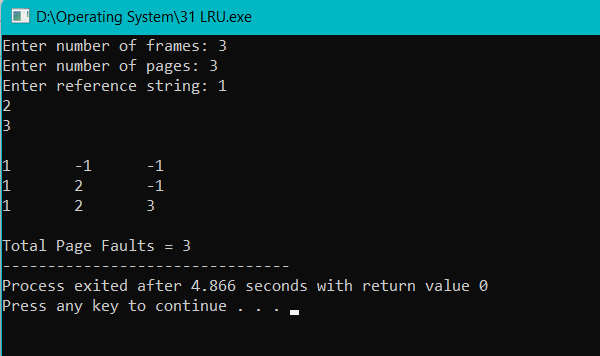 D:\Operating System\31 LRU.exe
Enter number of frames: 3
Enter number of pages: 3
Enter reference string: 1
2
3
1 -1 -1
1 2 -1
1 2 3
Total Page Faults = 3
--------------------------------
Process exited after 4.866 seconds with return value 0
Press any key to continue . . .